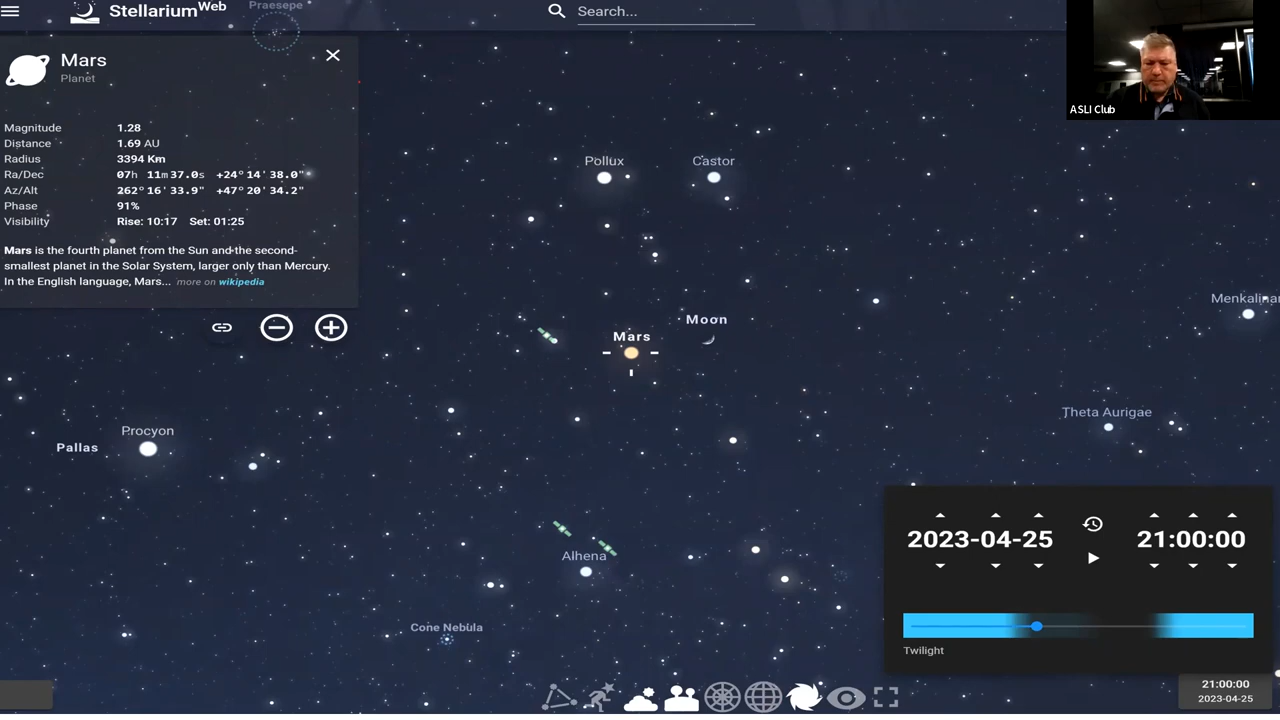 Praesepe
Stellarium Web
Search...
Mars
Planet
Magnitude 1.28
Distance 1.69 AU
Radius 3394 Km
Ra/Dec 07h 11m37.0s +24°14'38.0"
Az/Alt 262°16'33.9" +47°20'34.2"
Phase 91%
Visibility Rise: 10:17 Set: 01:25
Mars is the fourth planet from the Sun and the second-
smallest planet in the Solar System, larger only than Mercury.
In the English language, Mars... more on wikipedia
ASLI Club
Pollux
Castor
Menkalinan
Moon
Mars
Theta Aurigae
Procyon
Pallas
Alhena
Cone Nebula
2023-04-25 21:00:00
Twilight
21:00:00
2023-04-25